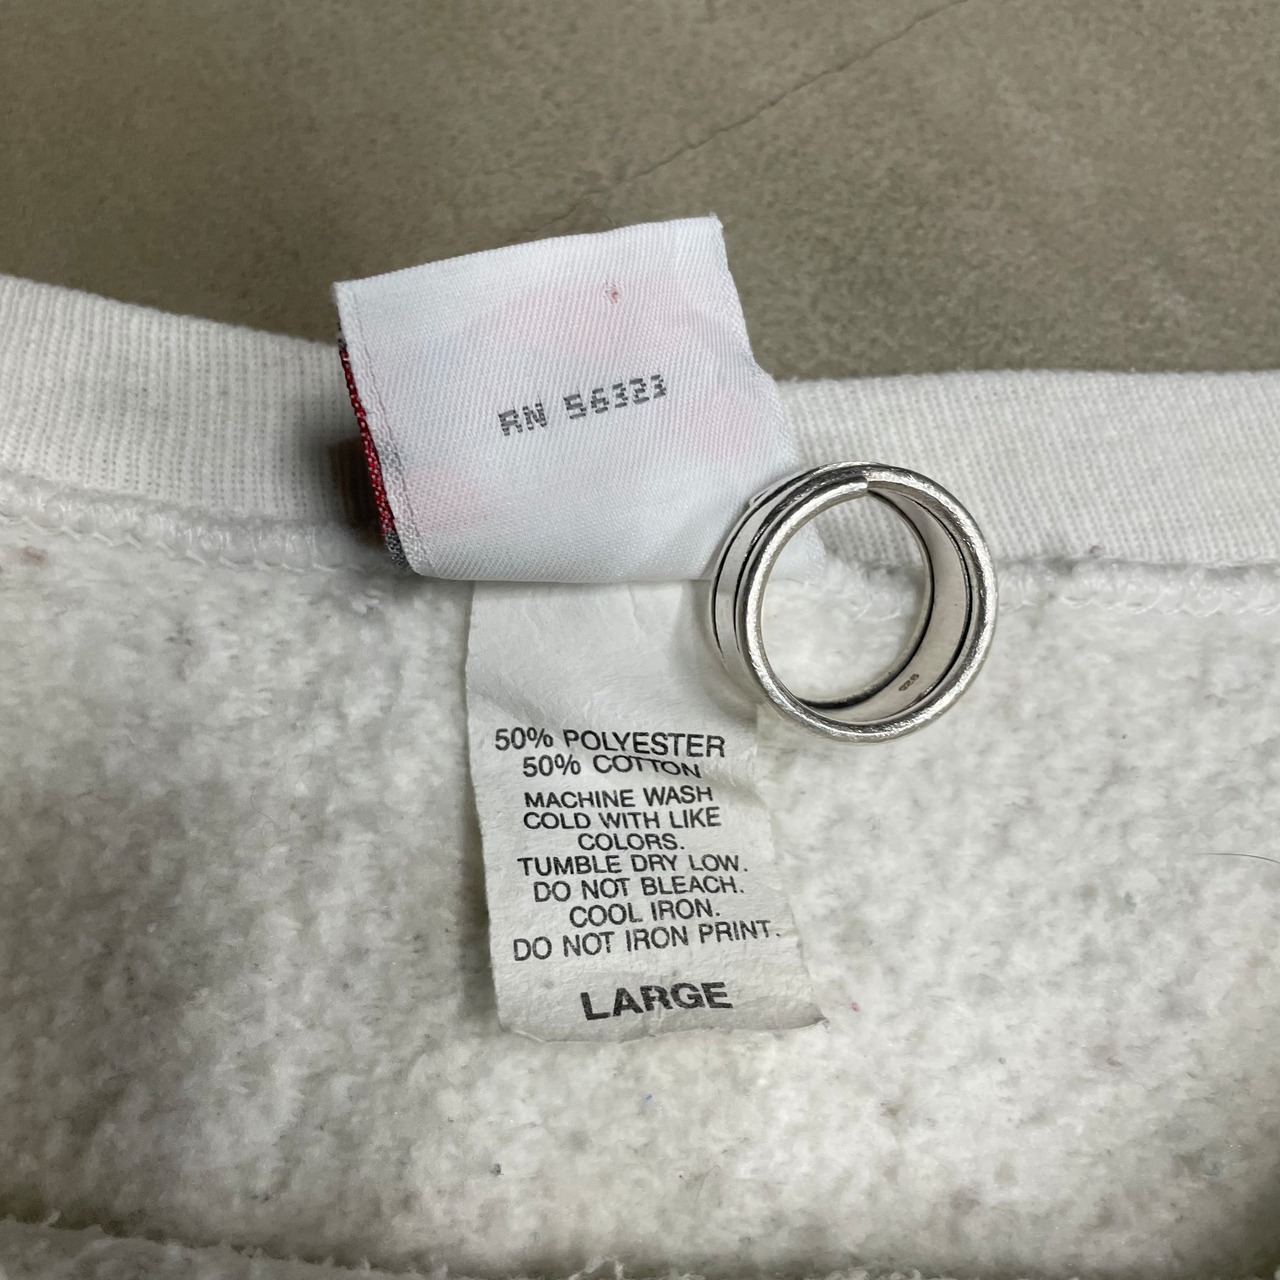 RN 56323
925
50% POLYESTER
50% COTTON
MACHINE WASH
COLD WITH LIKE
COLORS.
TUMBLE DRY LOW.
DO NOT BLEACH.
COOL IRON.
DO NOT IRON PRINT.
LARGE